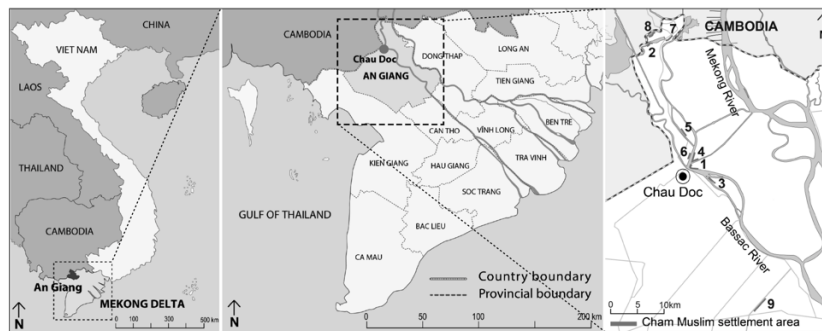 CHINA
VIET NAM
LAOS
THAILAND
CAMBODIA
An Giang
MEKONG DELTA
N
0 100 200 500 km
CAMBODIA
Chau Doc
AN GIANG
DONG THAP
LONG AN
TIEN GIANG
BEN TRE
CAN THO
VĨNH LONG
TRA VINH
KIEN GIANG
HAU GIANG
SOC TRANG
BAC LIEU
CA MAU
GULF OF THAILAND
Country boundary
Provincial boundary
N
0 50 100 150 200 km
8
7
CAMBODIA
N
2
Mekong River
5
6
4
1
3
Chau Doc
Bassac River
9
0 5 10km
Cham Muslim settlement area